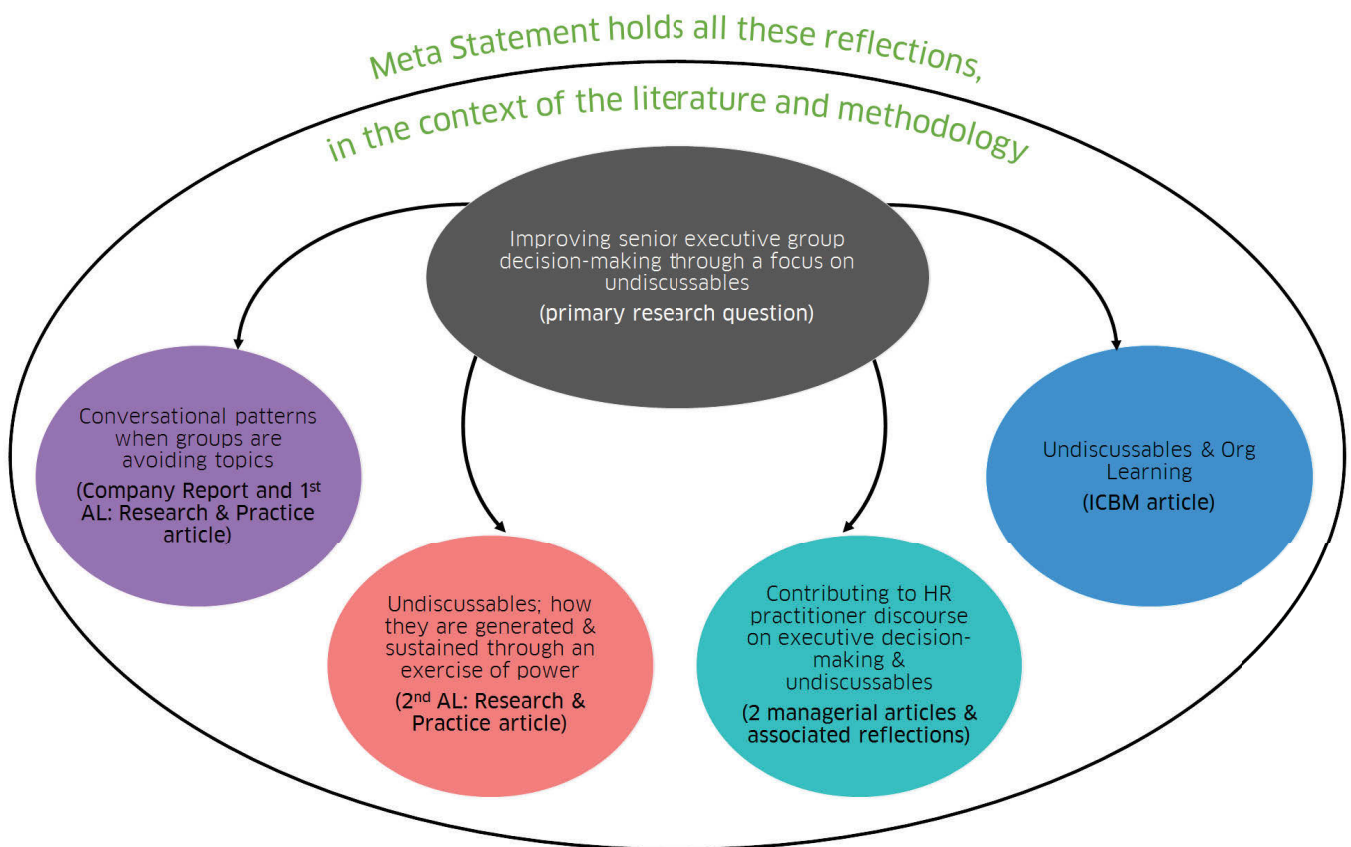 Meta Statement holds all these reflections,
in the context of the literature and methodology
Improving senior executive group
decision-making through a focus on
undiscussables
(primary research question)
Conversational patterns
when groups are
avoiding topics
(Company Report and 1st
AL: Research & Practice
article)
Undiscussables; how
they are generated &
sustained through an
exercise of power
(2nd AL: Research &
Practice article)
Contributing to HR
practitioner discourse
on executive decision-
making &
undiscussables
(2 managerial articles &
associated reflections)
Undiscussables & Org
Learning
(ICBM article)